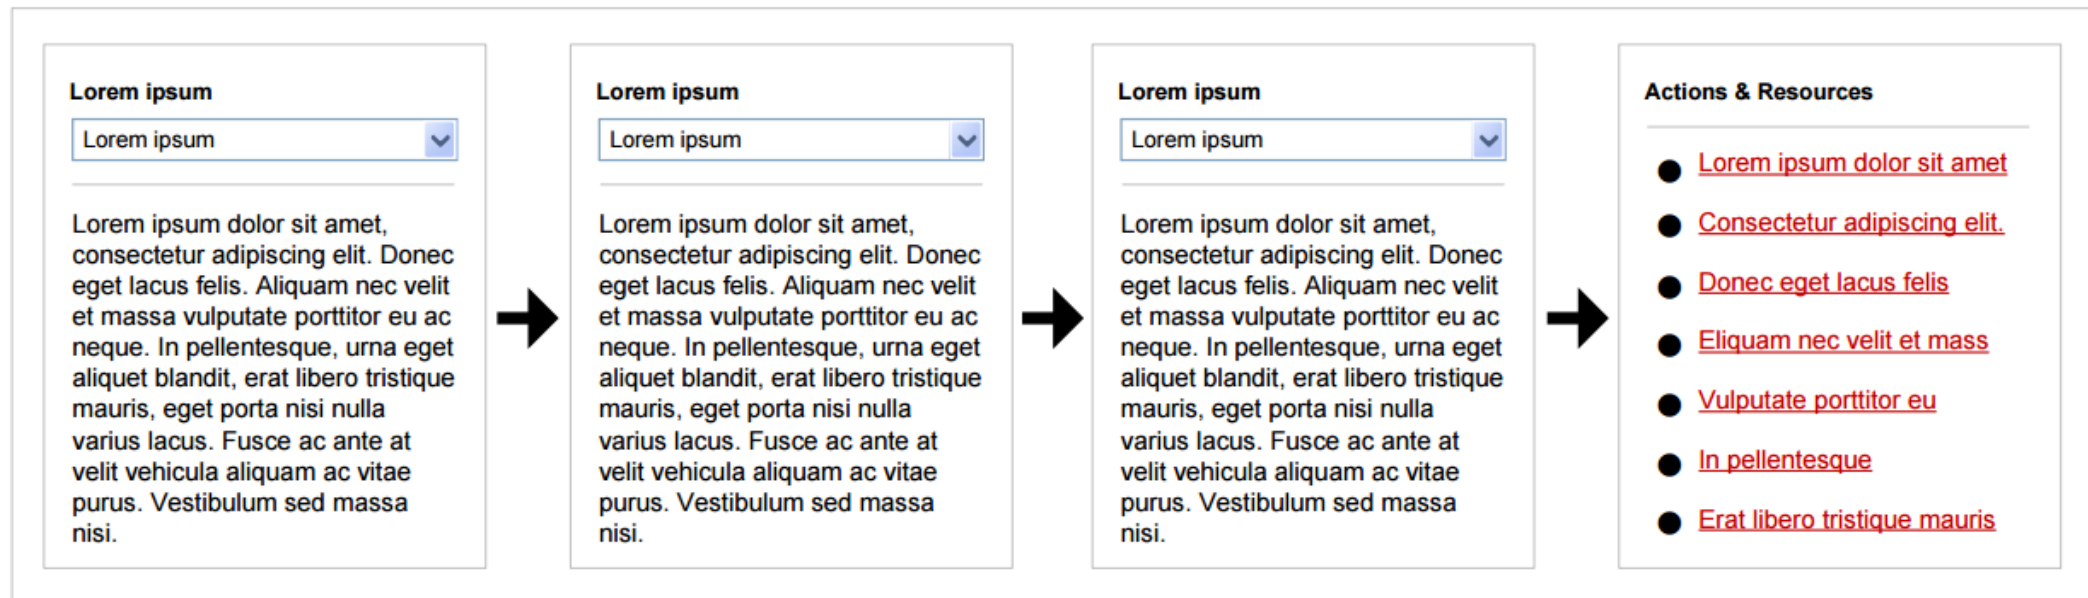 Lorem ipsum
Lorem ipsum
Lorem ipsum dolor sit amet,
consectetur adipiscing elit. Donec
eget lacus felis. Aliquam nec velit
et massa vulputate porttitor eu ac
neque. In pellentesque, urna eget
aliquet blandit, erat libero tristique
mauris, eget porta nisi nulla
varius lacus. Fusce ac ante at
velit vehicula aliquam ac vitae
purus. Vestibulum sed massa
nisi.
Lorem ipsum
Lorem ipsum
Lorem ipsum dolor sit amet,
consectetur adipiscing elit. Donec
eget lacus felis. Aliquam nec velit
et massa vulputate porttitor eu ac
neque. In pellentesque, urna eget
aliquet blandit, erat libero tristique
mauris, eget porta nisi nulla
varius lacus. Fusce ac ante at
velit vehicula aliquam ac vitae
purus. Vestibulum sed massa
nisi.
Lorem ipsum
Lorem ipsum
Lorem ipsum dolor sit amet,
consectetur adipiscing elit. Donec
eget lacus felis. Aliquam nec velit
et massa vulputate porttitor eu ac
neque. In pellentesque, urna eget
aliquet blandit, erat libero tristique
mauris, eget porta nisi nulla
varius lacus. Fusce ac ante at
velit vehicula aliquam ac vitae
purus. Vestibulum sed massa
nisi.
Actions & Resources
Lorem ipsum dolor sit amet
Consectetur adipiscing elit.
Donec eget lacus felis
Eliquam nec velit et mass
Vulputate porttitor eu
In pellentesque
Erat libero tristique mauris